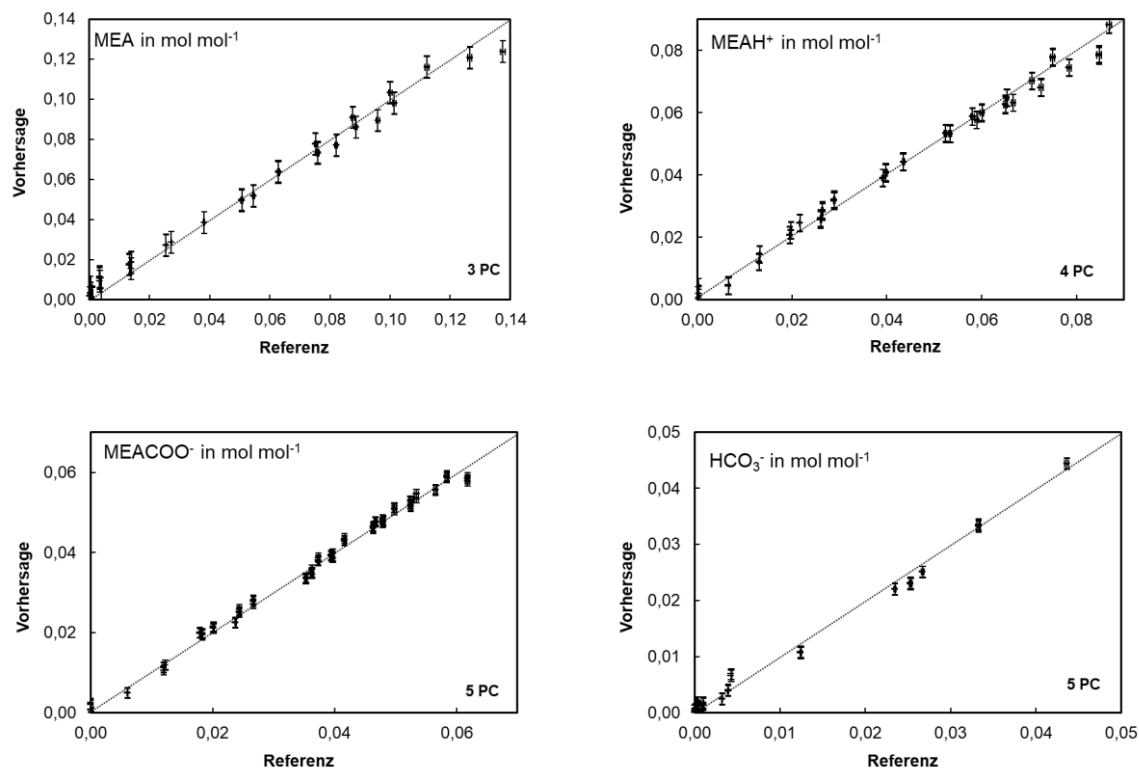 MEA in mol mol⁻¹
0,14
0,12
0,10
0,08
0,06
0,04
0,02
0,00
Vorhersage
3 PC
0,00 0,02 0,04 0,06 0,08 0,10 0,12 0,14
Referenz
MEAH⁺ in mol mol⁻¹
0,08
0,06
0,04
0,02
0,00
Vorhersage
4 PC
0,00 0,02 0,04 0,06 0,08
Referenz
MEACOO⁻ in mol mol⁻¹
0,06
0,04
0,02
0,00
Vorhersage
5 PC
0,00 0,02 0,04 0,06
Referenz
HCO₃⁻ in mol mol⁻¹
0,05
0,04
0,03
0,02
0,01
0,00
Vorhersage
5 PC
0,00 0,01 0,02 0,03 0,04 0,05
Referenz